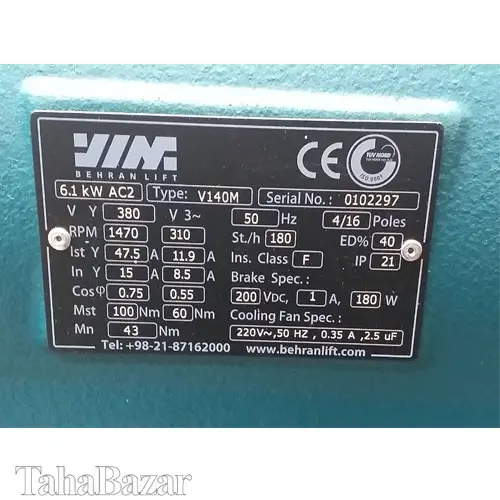 VIM
BEHRAN LIFT
CE TUV NORD ISO 9001
6.1 kW AC2 Type: V140M Serial No.: 0102297
V Y 380 V 3~ 50 Hz 4/16 Poles
RPM 1470 310 St./h 180 ED% 40
Ist Y 47.5 A 11.9 A Ins. Class F IP 21
In Y 15 A 8.5 A Brake Spec.:
Cosφ 0.75 0.55 200 VDC, 1 A, 180 W
Mst 100 Nm 60 Nm Cooling Fan Spec.:
Mn 43 Nm 220V~,50 HZ , 0.35 A ,2.5 uF
Tel: +98-21-87162000 www.behranlift.com
TahaBazar